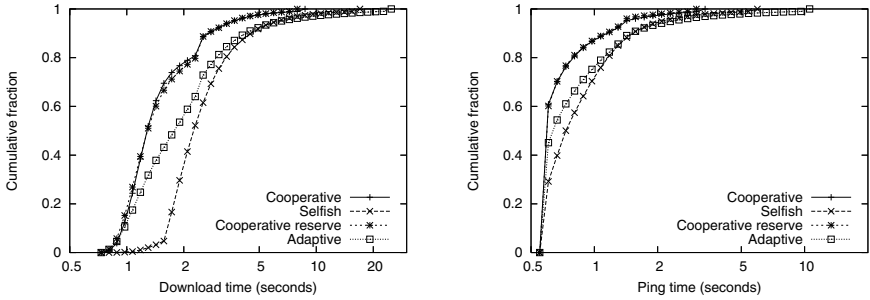 1
0.8
0.6
0.4
0.2
0
Cumulative fraction
0.5 1 2 5 10 20
Download time (seconds)
Cooperative
Selfish
Cooperative reserve
Adaptive
1
0.8
0.6
0.4
0.2
0
Cumulative fraction
0.5 1 2 5 10
Ping time (seconds)
Cooperative
Selfish
Cooperative reserve
Adaptive